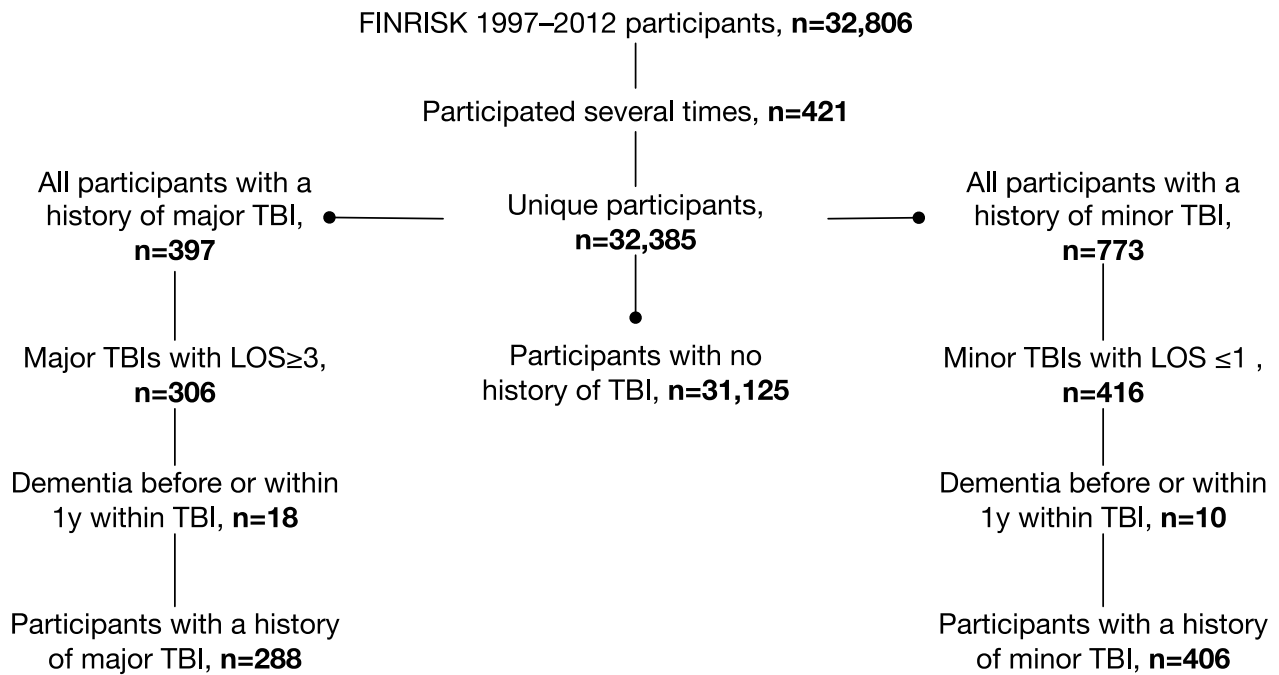 FINRISK 1997–2012 participants, n=32,806
Participated several times, n=421
All participants with a
history of major TBI,
n=397
Unique participants,
n=32,385
All participants with a
history of minor TBI,
n=773
Major TBIs with LOS≥3,
n=306
Participants with no
history of TBI, n=31,125
Minor TBIs with LOS ≤1 ,
n=416
Dementia before or within
1y within TBI, n=18
Dementia before or within
1y within TBI, n=10
Participants with a history
of major TBI, n=288
Participants with a history
of minor TBI, n=406